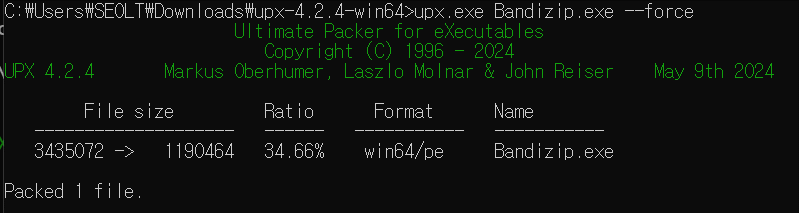 C:₩Users₩SEOLT₩Downloads₩upx-4.2.4-win64>upx.exe Bandizip.exe --force
Ultimate Packer for eXecutables
Copyright (C) 1996 - 2024
UPX 4.2.4 Markus Oberhumer, Laszlo Molnar & John Reiser May 9th 2024
File size Ratio Format Name
-------------------- ------ ----------- -----------
3435072 -> 1190464 34.66% win64/pe Bandizip.exe
Packed 1 file.